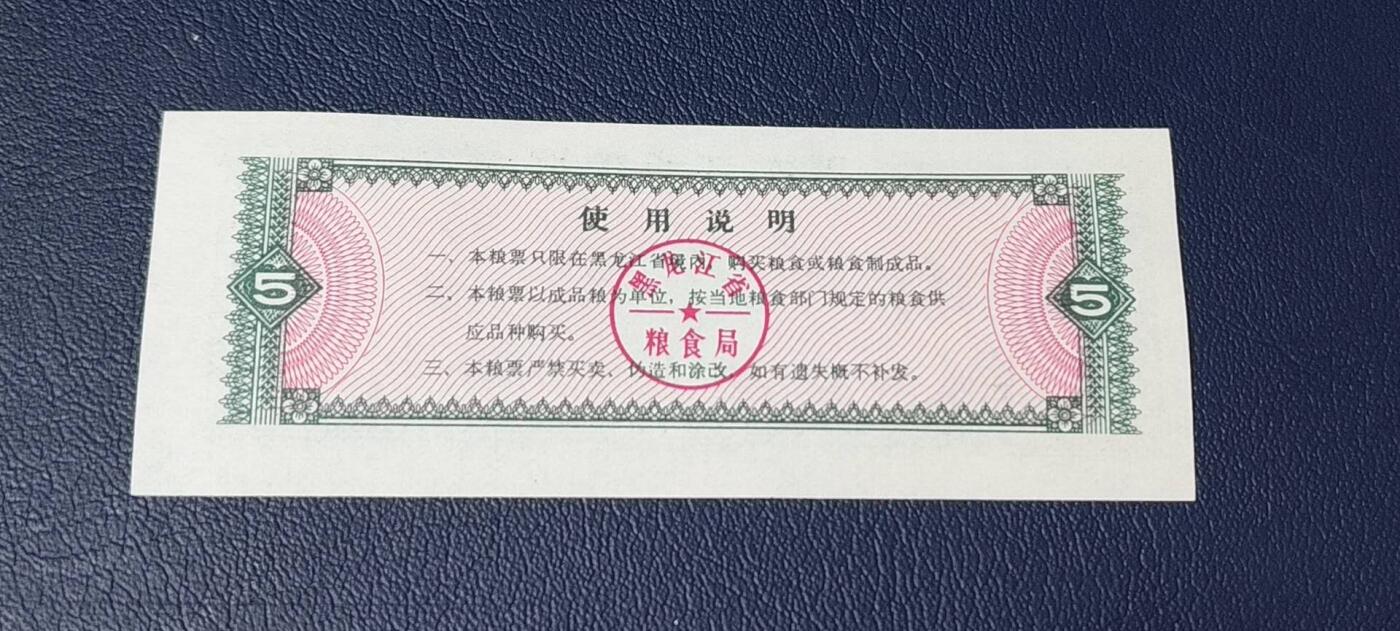 使用说明
一、本粮票只限在黑龙江省境内，购买粮食或粮食制成品。
二、本粮票以成品粮为单位，按当地粮食部门规定的粮食供
应品种购买。
三、本粮票严禁买卖、伪造和涂改，如有遗失概不补发。
黑龙江省
粮食局
5
5